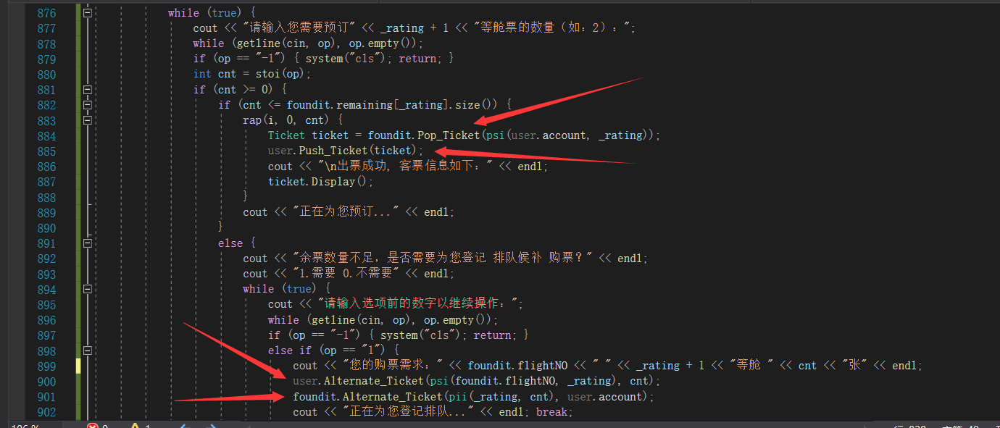 876 while (true) {
877 cout << "请输入您需要预订" << _rating + 1 << "等舱票的数量（如：2）：";
878 while (getline(cin, op), op.empty());
879 if (op == "-1") { system("cls"); return; }
880 int cnt = stoi(op);
881 if (cnt >= 0) {
882 if (cnt <= foundit.remaining[_rating].size()) {
883 rap(i, 0, cnt) {
884 Ticket ticket = foundit.Pop_Ticket(psi(user.account, _rating));
885 user.Push_Ticket(ticket);
886 cout << "\n出票成功, 客票信息如下：" << endl;
887 ticket.Display();
888 }
889 cout << "正在为您预订..." << endl;
890 }
891 else {
892 cout << "余票数量不足，是否需要为您登记 排队候补 购票？" << endl;
893 cout << "1.需要 0.不需要" << endl;
894 while (true) {
895 cout << "请输入选项前的数字以继续操作：";
896 while (getline(cin, op), op.empty());
897 if (op == "-1") { system("cls"); return; }
898 else if (op == "1") {
899 cout << "您的购票需求：" << foundit.flightNO << " " << _rating + 1 << "等舱 " << cnt << "张" << endl;
900 user.Alternate_Ticket(psi(foundit.flightNO, _rating), cnt);
901 foundit.Alternate_Ticket(pii(_rating, cnt), user.account);
902 cout << "正在为您登记排队..." << endl; break;